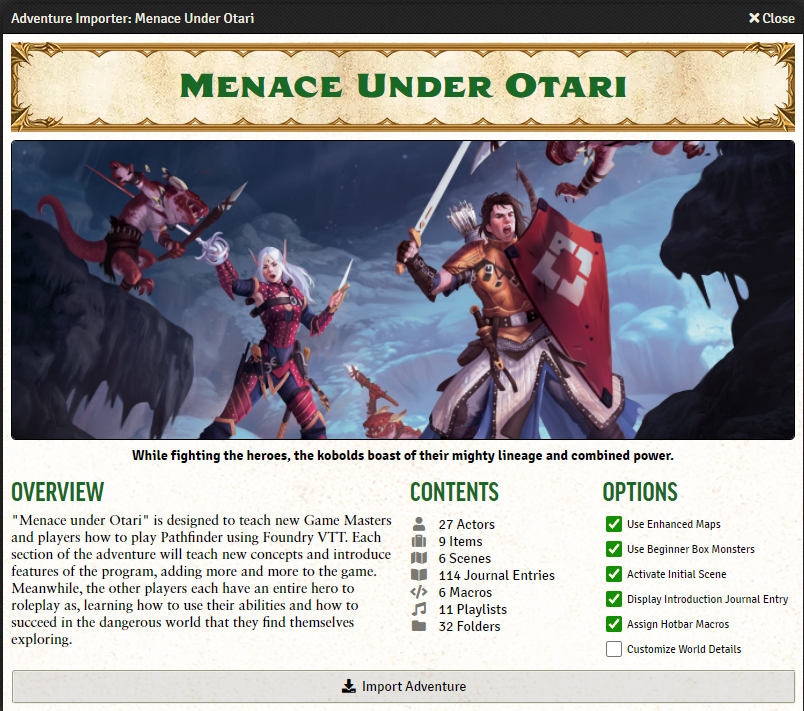 Adventure Importer: Menace Under Otari
Close
Menace Under Otari
While fighting the heroes, the kobolds boast of their mighty lineage and combined power.
OVERVIEW
"Menace under Otari" is designed to teach new Game Masters
and players how to play Pathfinder using Foundry VTT. Each
section of the adventure will teach new concepts and introduce
features of the program, adding more and more to the game.
Meanwhile, the other players each have an entire hero to
roleplay as, learning how to use their abilities and how to
succeed in the dangerous world that they find themselves
exploring.
CONTENTS
27 Actors
9 Items
6 Scenes
114 Journal Entries
6 Macros
11 Playlists
32 Folders
OPTIONS
Use Enhanced Maps
Use Beginner Box Monsters
Activate Initial Scene
Display Introduction Journal Entry
Assign Hotbar Macros
Customize World Details
Import Adventure